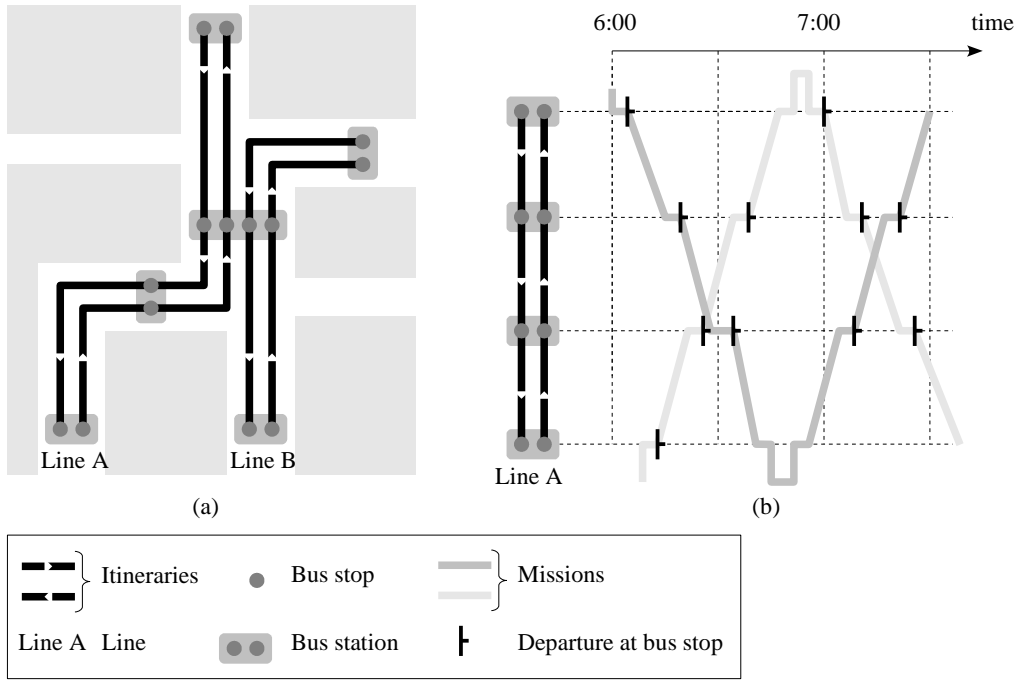 6:00 7:00 time
Line A Line B
Line A
(a) (b)
Itineraries Bus stop Missions
Line A Line Bus station Departure at bus stop